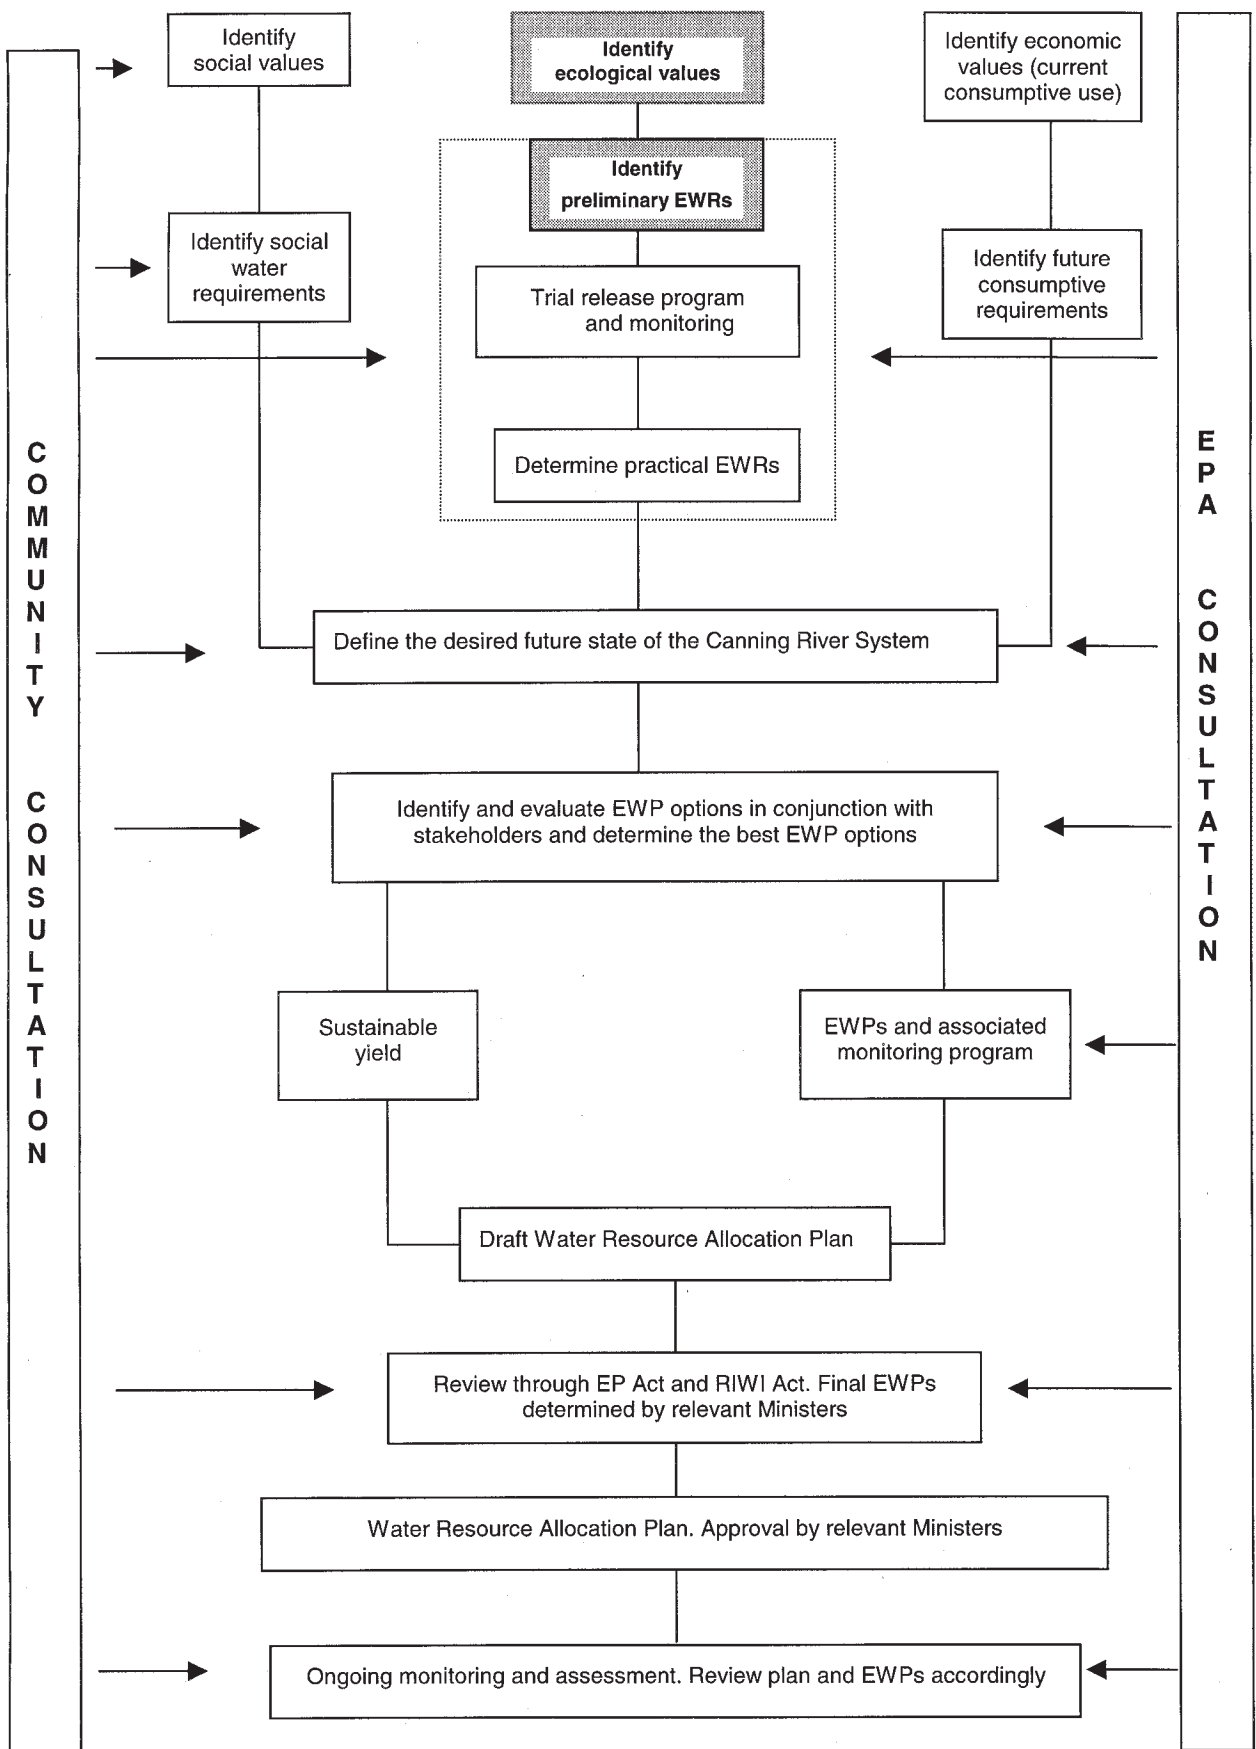 Identify
social values
Identify
ecological values
Identify economic
values (current
consumptive use)
Identify
preliminary EWRs
Identify social
water
requirements
Identify future
consumptive
requirements
Trial release program
and monitoring
Determine practical EWRs
COMMUNITY CONSULTATION
EPA CONSULTATION
Define the desired future state of the Canning River System
Identify and evaluate EWP options in conjunction with
stakeholders and determine the best EWP options
Sustainable
yield
EWPs and associated
monitoring program
Draft Water Resource Allocation Plan
Review through EP Act and RIWI Act. Final EWPs
determined by relevant Ministers
Water Resource Allocation Plan. Approval by relevant Ministers
Ongoing monitoring and assessment. Review plan and EWPs accordingly